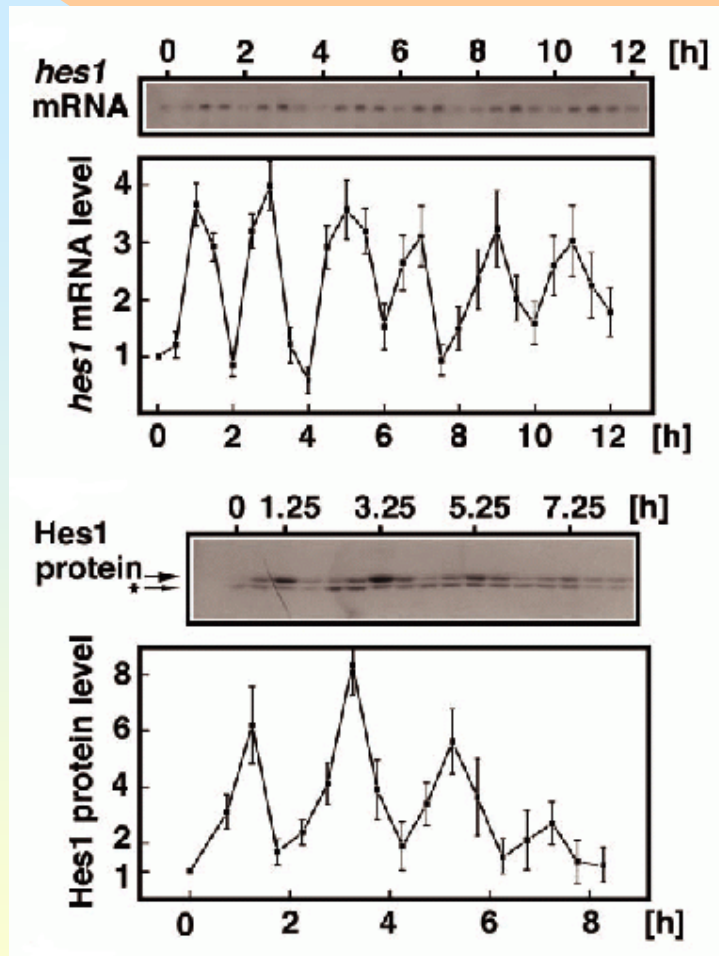 0 2 4 6 8 10 12 [h]
hes1
mRNA
hes1 mRNA level
4
3
2
1
0 2 4 6 8 10 12 [h]
0 1.25 3.25 5.25 7.25 [h]
Hes1
protein
*
Hes1 protein level
8
6
4
2
1
0 2 4 6 8 [h]